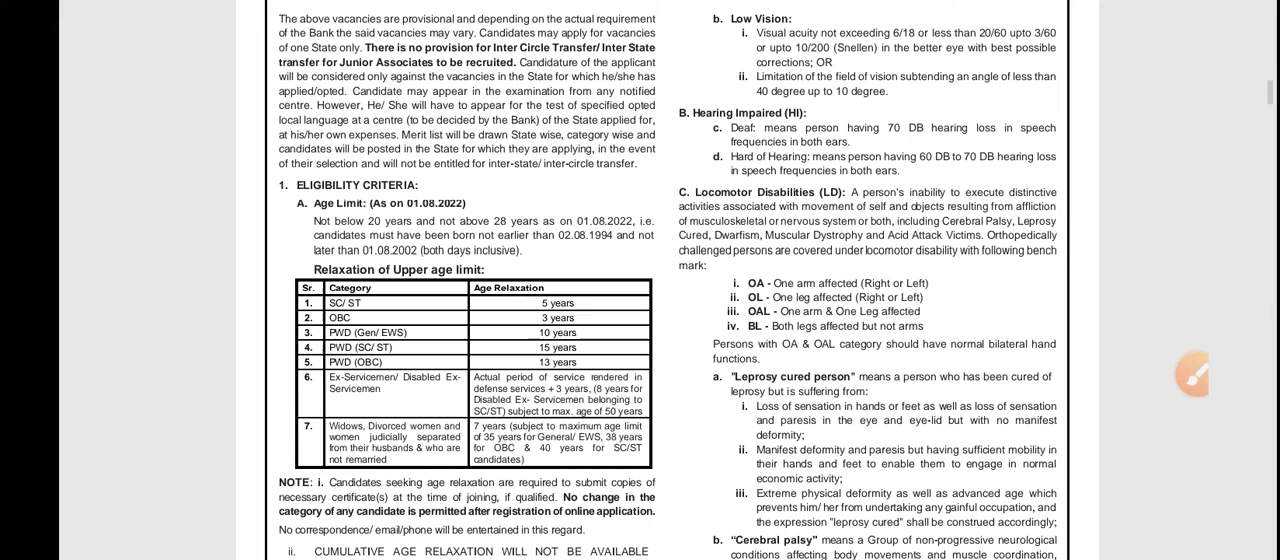 The above vacancies are provisional and depending on the actual requirement
of the Bank the said vacancies may vary. Candidates may apply for vacancies
of one State only. There is no provision for Inter Circle Transfer/ Inter State
transfer for Junior Associates to be recruited. Candidature of the applicant
will be considered only against the vacancies in the State for which he/she has
applied/opted. Candidate may appear in the examination from any notified
centre. However, He/ She will have to appear for the test of specified opted
local language at a centre (to be decided by the Bank) of the State applied for,
at his/her own expenses. Merit list will be drawn State wise, category wise and
candidates will be posted in the State for which they are applying, in the event
of their selection and will not be entitled for inter-state/ inter-circle transfer.
1. ELIGIBILITY CRITERIA:
A. Age Limit: (As on 01.08.2022)
Not below 20 years and not above 28 years as on 01.08.2022, i.e.
candidates must have been born not earlier than 02.08.1994 and not
later than 01.08.2002 (both days inclusive).
Relaxation of Upper age limit:
Sr. Category Age Relaxation
1. SC/ ST 5 years
2. OBC 3 years
3. PWD (Gen/ EWS) 10 years
4. PWD (SC/ ST) 15 years
5. PWD (OBC) 13 years
6. Ex-Servicemen/ Disabled Ex- Actual period of service rendered in
Servicemen defense services + 3 years, (8 years for
Disabled Ex- Servicemen belonging to
SC/ST) subject to max. age of 50 years
7. Widows, Divorced women and 7 years (subject to maximum age limit
women judicially separated of 35 years for General/ EWS, 38 years
from their husbands & who are for OBC & 40 years for SC/ST
not remarried candidates)
NOTE: i. Candidates seeking age relaxation are required to submit copies of
necessary certificate(s) at the time of joining, if qualified. No change in the
category of any candidate is permitted after registration of online application.
No correspondence/ email/phone will be entertained in this regard.
ii. CUMULATIVE AGE RELAXATION WILL NOT BE AVAILABLE
b. Low Vision:
i. Visual acuity not exceeding 6/18 or less than 20/60 upto 3/60
or upto 10/200 (Snellen) in the better eye with best possible
corrections; OR
ii. Limitation of the field of vision subtending an angle of less than
40 degree up to 10 degree.
B. Hearing Impaired (HI):
c. Deaf: means person having 70 DB hearing loss in speech
frequencies in both ears.
d. Hard of Hearing: means person having 60 DB to 70 DB hearing loss
in speech frequencies in both ears.
C. Locomotor Disabilities (LD): A person's inability to execute distinctive
activities associated with movement of self and objects resulting from affliction
of musculoskeletal or nervous system or both, including Cerebral Palsy, Leprosy
Cured, Dwarfism, Muscular Dystrophy and Acid Attack Victims. Orthopedically
challenged persons are covered under locomotor disability with following bench
mark:
i. OA - One arm affected (Right or Left)
ii. OL - One leg affected (Right or Left)
iii. OAL - One arm & One Leg affected
iv. BL - Both legs affected but not arms
Persons with OA & OAL category should have normal bilateral hand
functions.
a. "Leprosy cured person" means a person who has been cured of
leprosy but is suffering from:
i. Loss of sensation in hands or feet as well as loss of sensation
and paresis in the eye and eye-lid but with no manifest
deformity;
ii. Manifest deformity and paresis but having sufficient mobility in
their hands and feet to enable them to engage in normal
economic activity;
iii. Extreme physical deformity as well as advanced age which
prevents him/ her from undertaking any gainful occupation, and
the expression "leprosy cured" shall be construed accordingly;
b. “Cerebral palsy” means a Group of non-progressive neurological
conditions affecting body movements and muscle coordination,